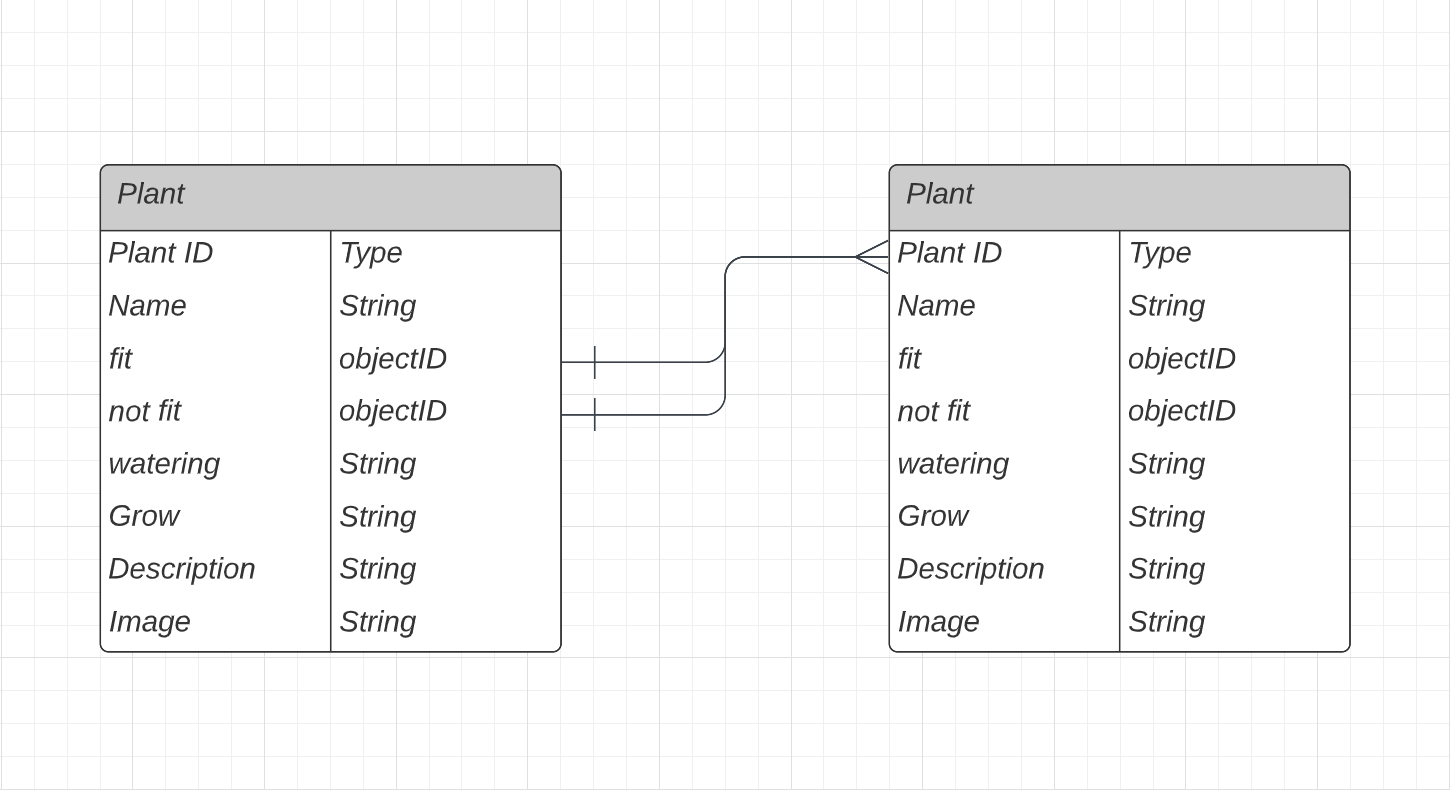 Plant
Plant ID Type
Name String
fit objectID
not fit objectID
watering String
Grow String
Description String
Image String
Plant
Plant ID Type
Name String
fit objectID
not fit objectID
watering String
Grow String
Description String
Image String